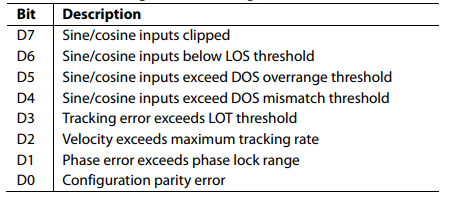 Bit Description
D7 Sine/cosine inputs clipped
D6 Sine/cosine inputs below LOS threshold
D5 Sine/cosine inputs exceed DOS overrange threshold
D4 Sine/cosine inputs exceed DOS mismatch threshold
D3 Tracking error exceeds LOT threshold
D2 Velocity exceeds maximum tracking rate
D1 Phase error exceeds phase lock range
D0 Configuration parity error